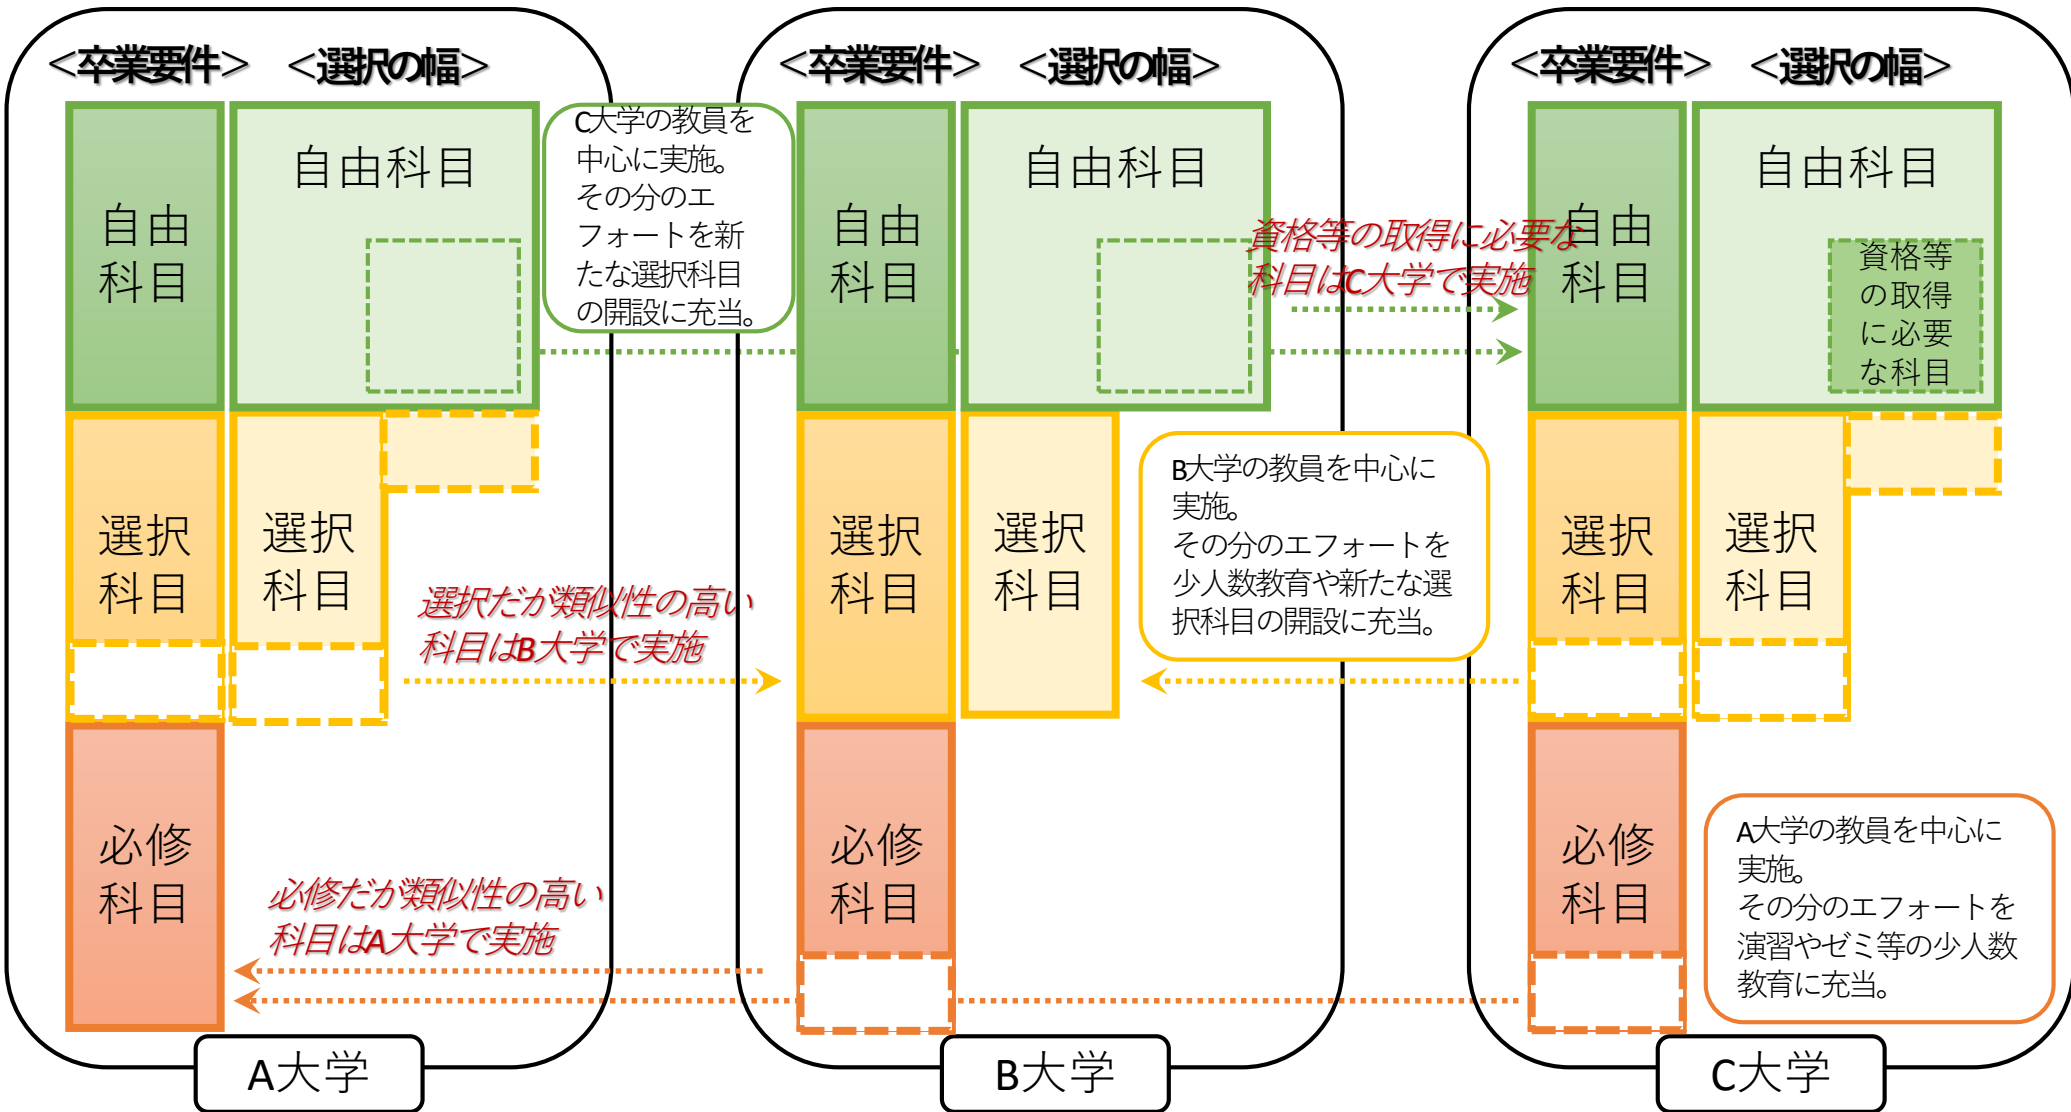 <卒業要件>
<選択の幅>
自由
科目
自由科目
選択
科目
選択
科目
必修
科目
C大学の教員を
中心に実施。
その分のエ
フォートを新
たな選択科目
の開設に充当。
選択だが類似性の高い
科目はB大学で実施
必修だが類似性の高い
科目はA大学で実施
A大学
<卒業要件>
<選択の幅>
自由
科目
自由科目
選択
科目
選択
科目
必修
科目
資格等の取得に必要な
科目はC大学で実施
B大学の教員を中心に
実施。
その分のエフォートを
少人数教育や新たな選
択科目の開設に充当。
B大学
<卒業要件>
<選択の幅>
自由
科目
自由科目
資格等
の取得
に必要
な科目
選択
科目
選択
科目
必修
科目
A大学の教員を中心に
実施。
その分のエフォートを
演習やゼミ等の少人数
教育に充当。
C大学